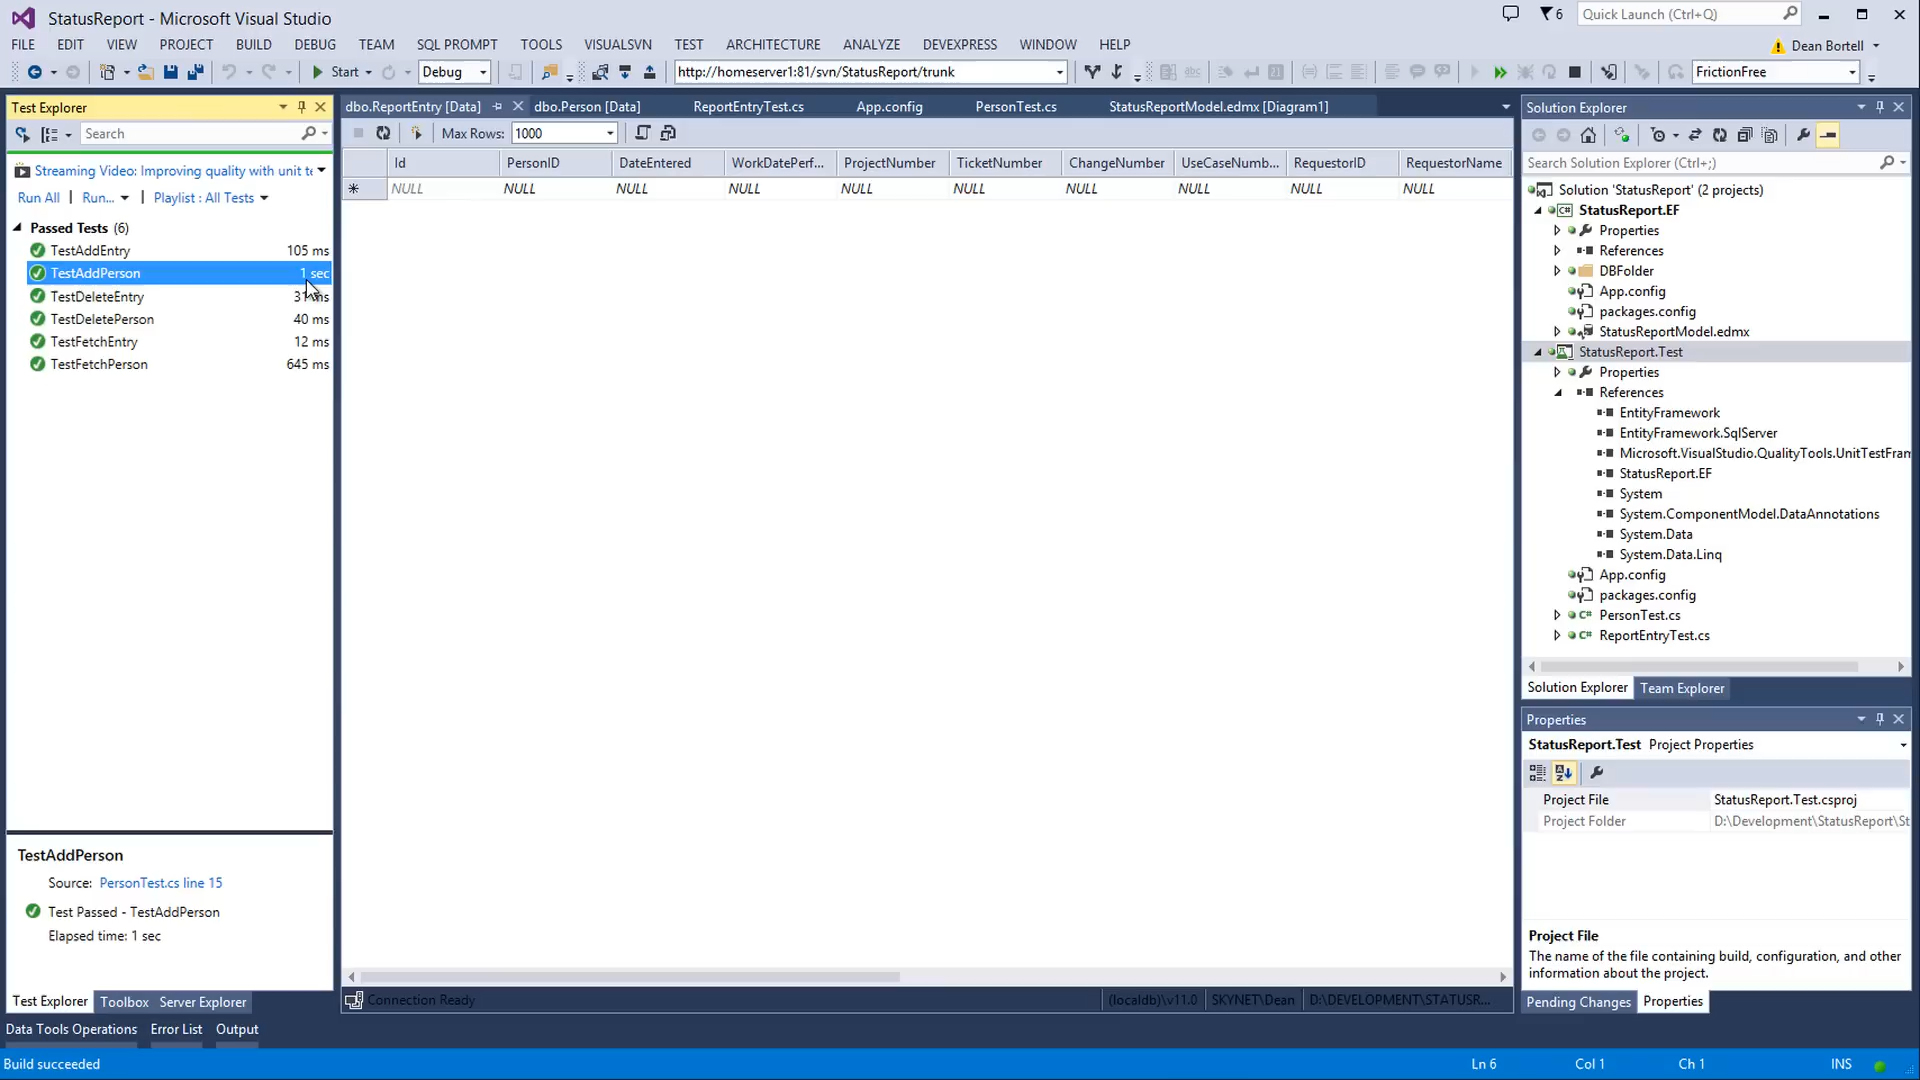 StatusReport - Microsoft Visual Studio
6
Quick Launch (Ctrl+Q)
FILE EDIT VIEW PROJECT BUILD DEBUG TEAM SQL PROMPT TOOLS VISUALSVN TEST ARCHITECTURE ANALYZE DEVEXPRESS WINDOW HELP
Dean Bortell
Start
Debug
http://homeserver1:81/svn/StatusReport/trunk
FrictionFree
Test Explorer
Search
Streaming Video: Improving quality with unit te
Run All | Run... | Playlist : All Tests
Passed Tests (6)
TestAddEntry 105 ms
TestAddPerson 1 sec
TestDeleteEntry
TestDeletePerson 40 ms
TestFetchEntry 12 ms
TestFetchPerson 645 ms
TestAddPerson
Source: PersonTest.cs line 15
Test Passed - TestAddPerson
Elapsed time: 1 sec
Test Explorer Toolbox Server Explorer
dbo.ReportEntry [Data] dbo.Person [Data] ReportEntryTest.cs App.config PersonTest.cs StatusReportModel.edmx [Diagram1]
Max Rows: 1000
Id PersonID DateEntered WorkDatePerf... ProjectNumber TicketNumber ChangeNumber UseCaseNumb... RequestorID RequestorName
NULL NULL NULL NULL NULL NULL NULL NULL NULL NULL
Connection Ready
(localdb)\v11.0 SKYNET\Dean D:\DEVELOPMENT\STATUSR...
Solution Explorer
Search Solution Explorer (Ctrl+;)
Solution 'StatusReport' (2 projects)
StatusReport.EF
Properties
References
DBFolder
App.config
packages.config
StatusReportModel.edmx
StatusReport.Test
Properties
References
EntityFramework
EntityFramework.SqlServer
Microsoft.VisualStudio.QualityTools.UnitTestFram
StatusReport.EF
System
System.ComponentModel.DataAnnotations
System.Data
System.Data.Linq
App.config
packages.config
PersonTest.cs
ReportEntryTest.cs
Solution Explorer Team Explorer
Properties
StatusReport.Test Project Properties
Project File StatusReport.Test.csproj
Project Folder D:\Development\StatusReport\St
Project File
The name of the file containing build, configuration, and other
information about the project.
Pending Changes Properties
Data Tools Operations Error List Output
Build succeeded
Ln 6 Col 1 Ch 1 INS